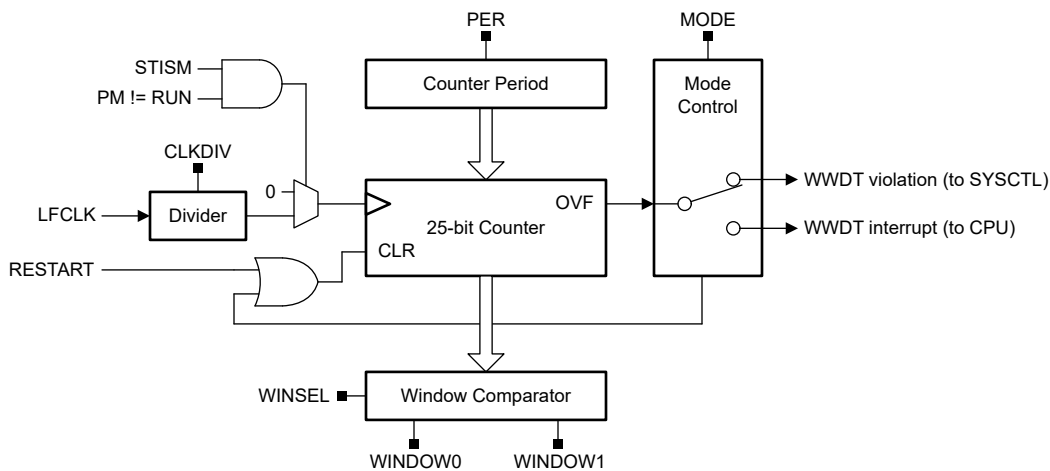 PER
MODE
STISM
PM != RUN
Counter Period
Mode
Control
CLKDIV
0
LFCLK
Divider
OVF
25-bit Counter
CLR
WWDT violation (to SYSCTL)
WWDT interrupt (to CPU)
RESTART
WINSEL
Window Comparator
WINDOW0
WINDOW1